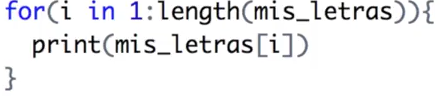 for(i in 1:length(mis_letras)){
  print(mis_letras[i])
}